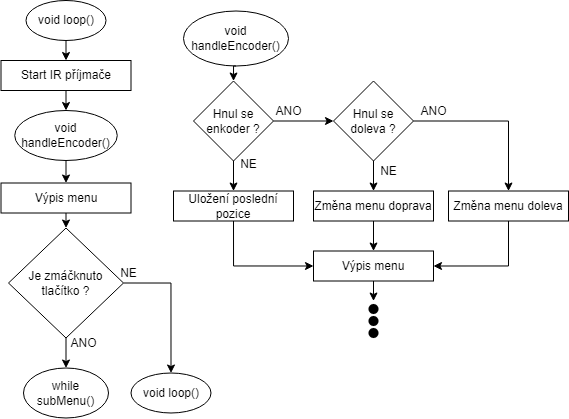 void loop()
Start IR příjmače
void
handleEncoder()
Výpis menu
Je zmáčknuto
tlačítko ?
NE
ANO
while
subMenu()
void loop()
void
handleEncoder()
Hnul se
enkoder ?
ANO
NE
Hnul se
doleva ?
ANO
NE
Uložení poslední
pozice
Změna menu doprava
Změna menu doleva
Výpis menu